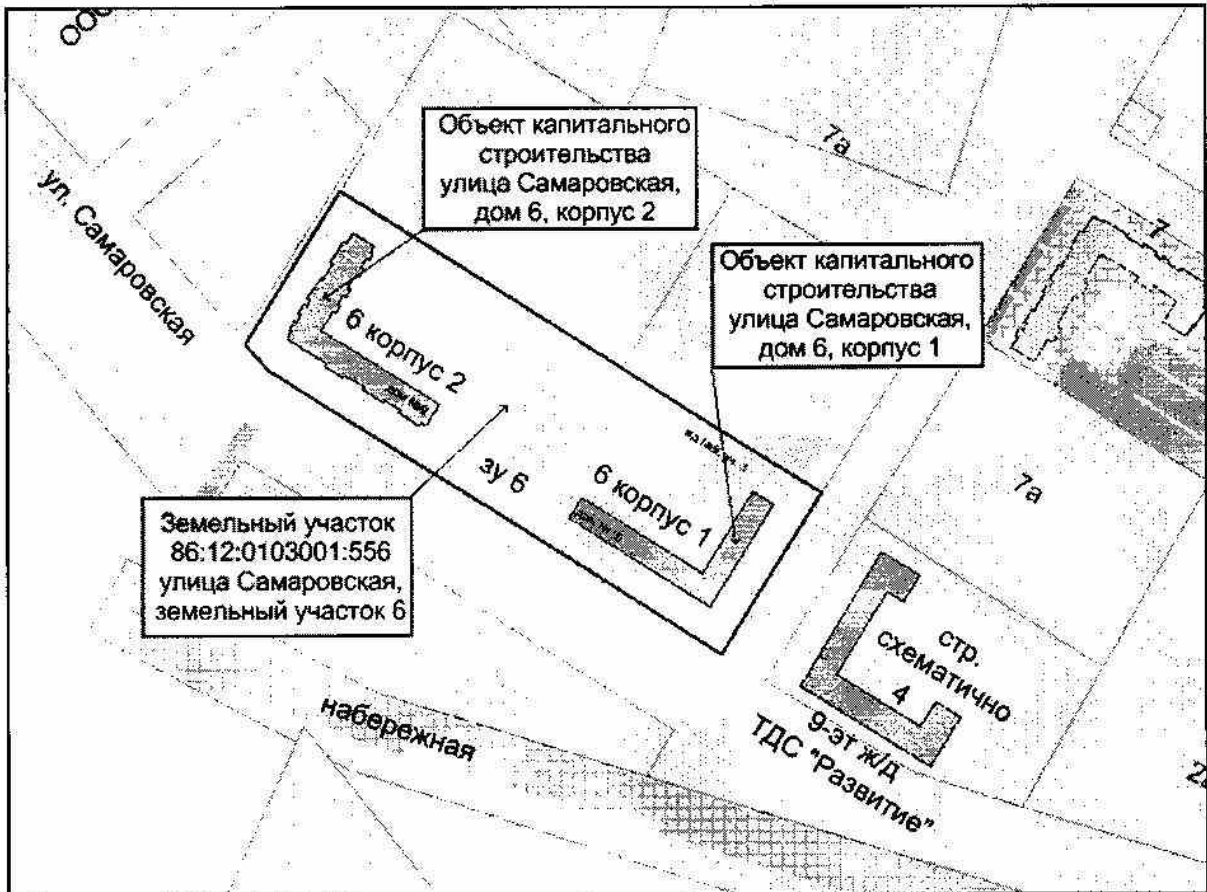 ООО
7а
Объект капитального
строительства
улица Самаровская,
дом 6, корпус 2
ул. Самаровская
7
Объект капитального
строительства
улица Самаровская,
дом 6, корпус 1
6 корпус 2
зу 6
6 корпус 1
7а
Земельный участок
86:12:0103001:556
улица Самаровская,
земельный участок 6
стр.
схематично
4
9-эт ж/д
ТДС "Развитие"
набережная